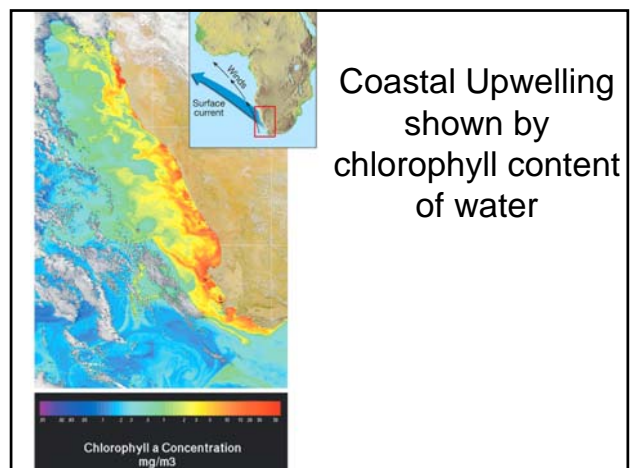 Winds
Surface
current
Coastal Upwelling
shown by
chlorophyll content
of water
Chlorophyll a Concentration
mg/m3